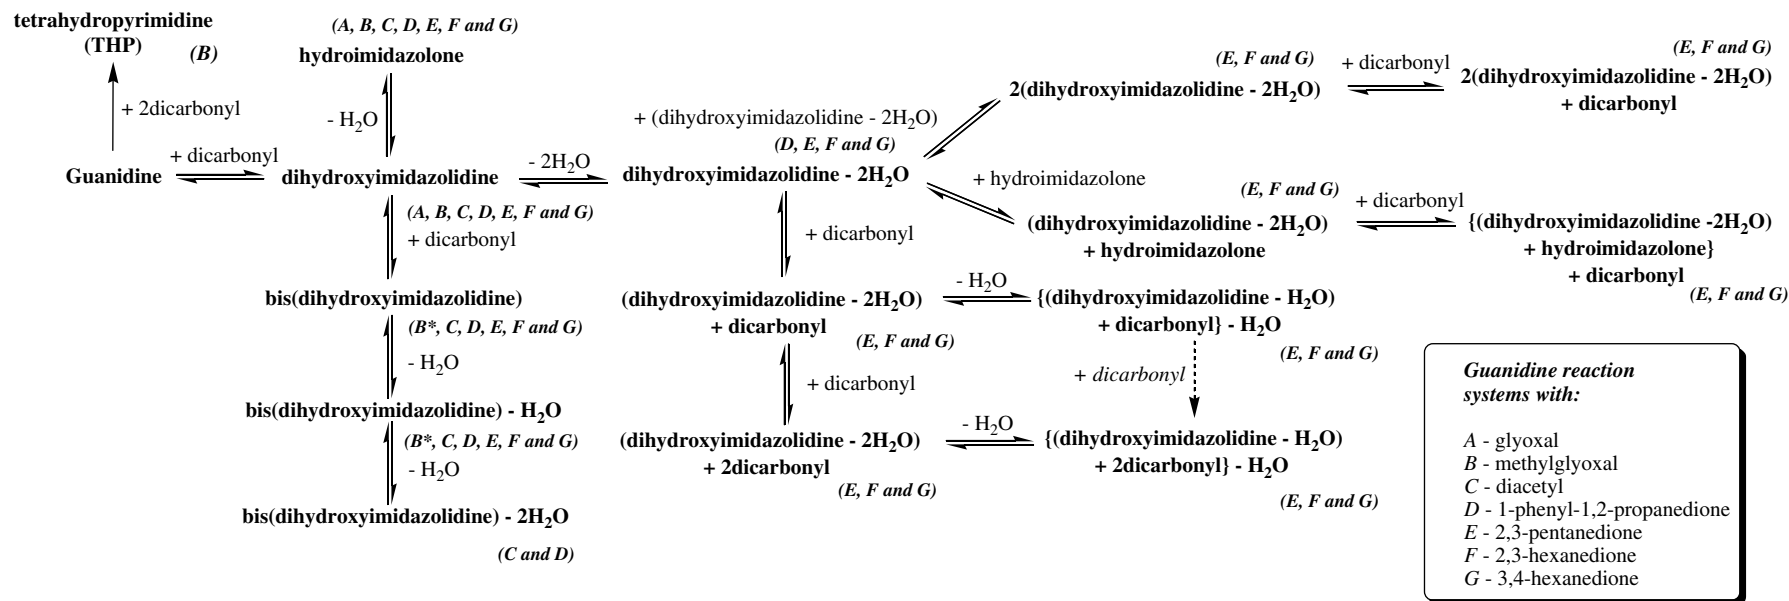 tetrahydropyrimidine
(THP)
(B)
+ 2dicarbonyl
Guanidine
+ dicarbonyl
(A, B, C, D, E, F and G)
hydroimidazolone
- H2O
dihydroxyimidazolidine
(A, B, C, D, E, F and G)
+ dicarbonyl
bis(dihydroxyimidazolidine)
(B*, C, D, E, F and G)
- H2O
bis(dihydroxyimidazolidine) - H2O
(B*, C, D, E, F and G)
- H2O
bis(dihydroxyimidazolidine) - 2H2O
(C and D)
- 2H2O
+ (dihydroxyimidazolidine - 2H2O)
(D, E, F and G)
dihydroxyimidazolidine - 2H2O
+ dicarbonyl
(dihydroxyimidazolidine - 2H2O)
+ dicarbonyl
(E, F and G)
+ dicarbonyl
(dihydroxyimidazolidine - 2H2O)
+ 2dicarbonyl
(E, F and G)
(E, F and G)
2(dihydroxyimidazolidine - 2H2O)
+ dicarbonyl
(E, F and G)
2(dihydroxyimidazolidine - 2H2O)
+ dicarbonyl
+ hydroimidazolone
(E, F and G)
(dihydroxyimidazolidine - 2H2O)
+ hydroimidazolone
+ dicarbonyl
{(dihydroxyimidazolidine -2H2O)
+ hydroimidazolone}
+ dicarbonyl
(E, F and G)
- H2O
{(dihydroxyimidazolidine - H2O)
+ dicarbonyl} - H2O
(E, F and G)
+ dicarbonyl
- H2O
{(dihydroxyimidazolidine - H2O)
+ 2dicarbonyl} - H2O
(E, F and G)
Guanidine reaction
systems with:
A - glyoxal
B - methylglyoxal
C - diacetyl
D - 1-phenyl-1,2-propanedione
E - 2,3-pentanedione
F - 2,3-hexanedione
G - 3,4-hexanedione